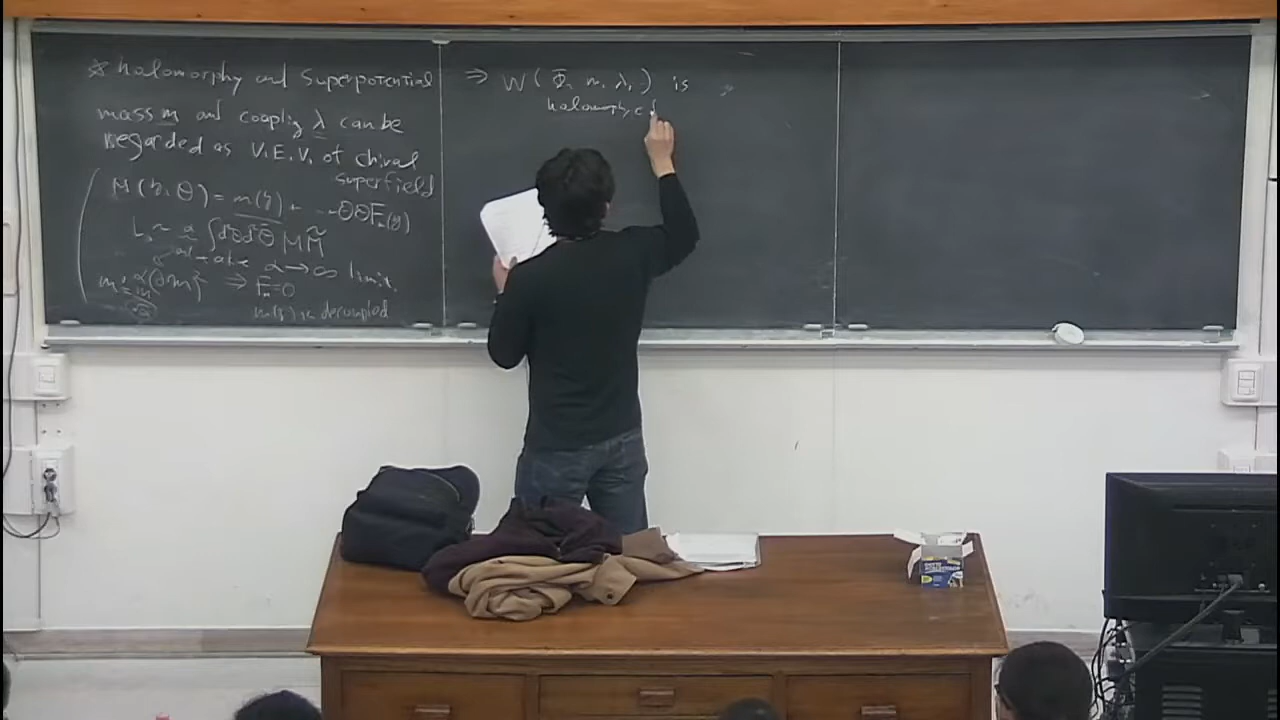 ☆ holomorphy and Superpotential
mass m and coupling λ can be
regarded as V.E.V. of chiral
superfield
M(y, θ) = m(y) + ... θθF_m(y)
L ~ a ∫d²θd²θ̄ M M̃
α → ∞ limit.
⇒ F_m = 0
m(y) is decoupled
⇒ W(Φ, m, λ, ) is
holomorphic f